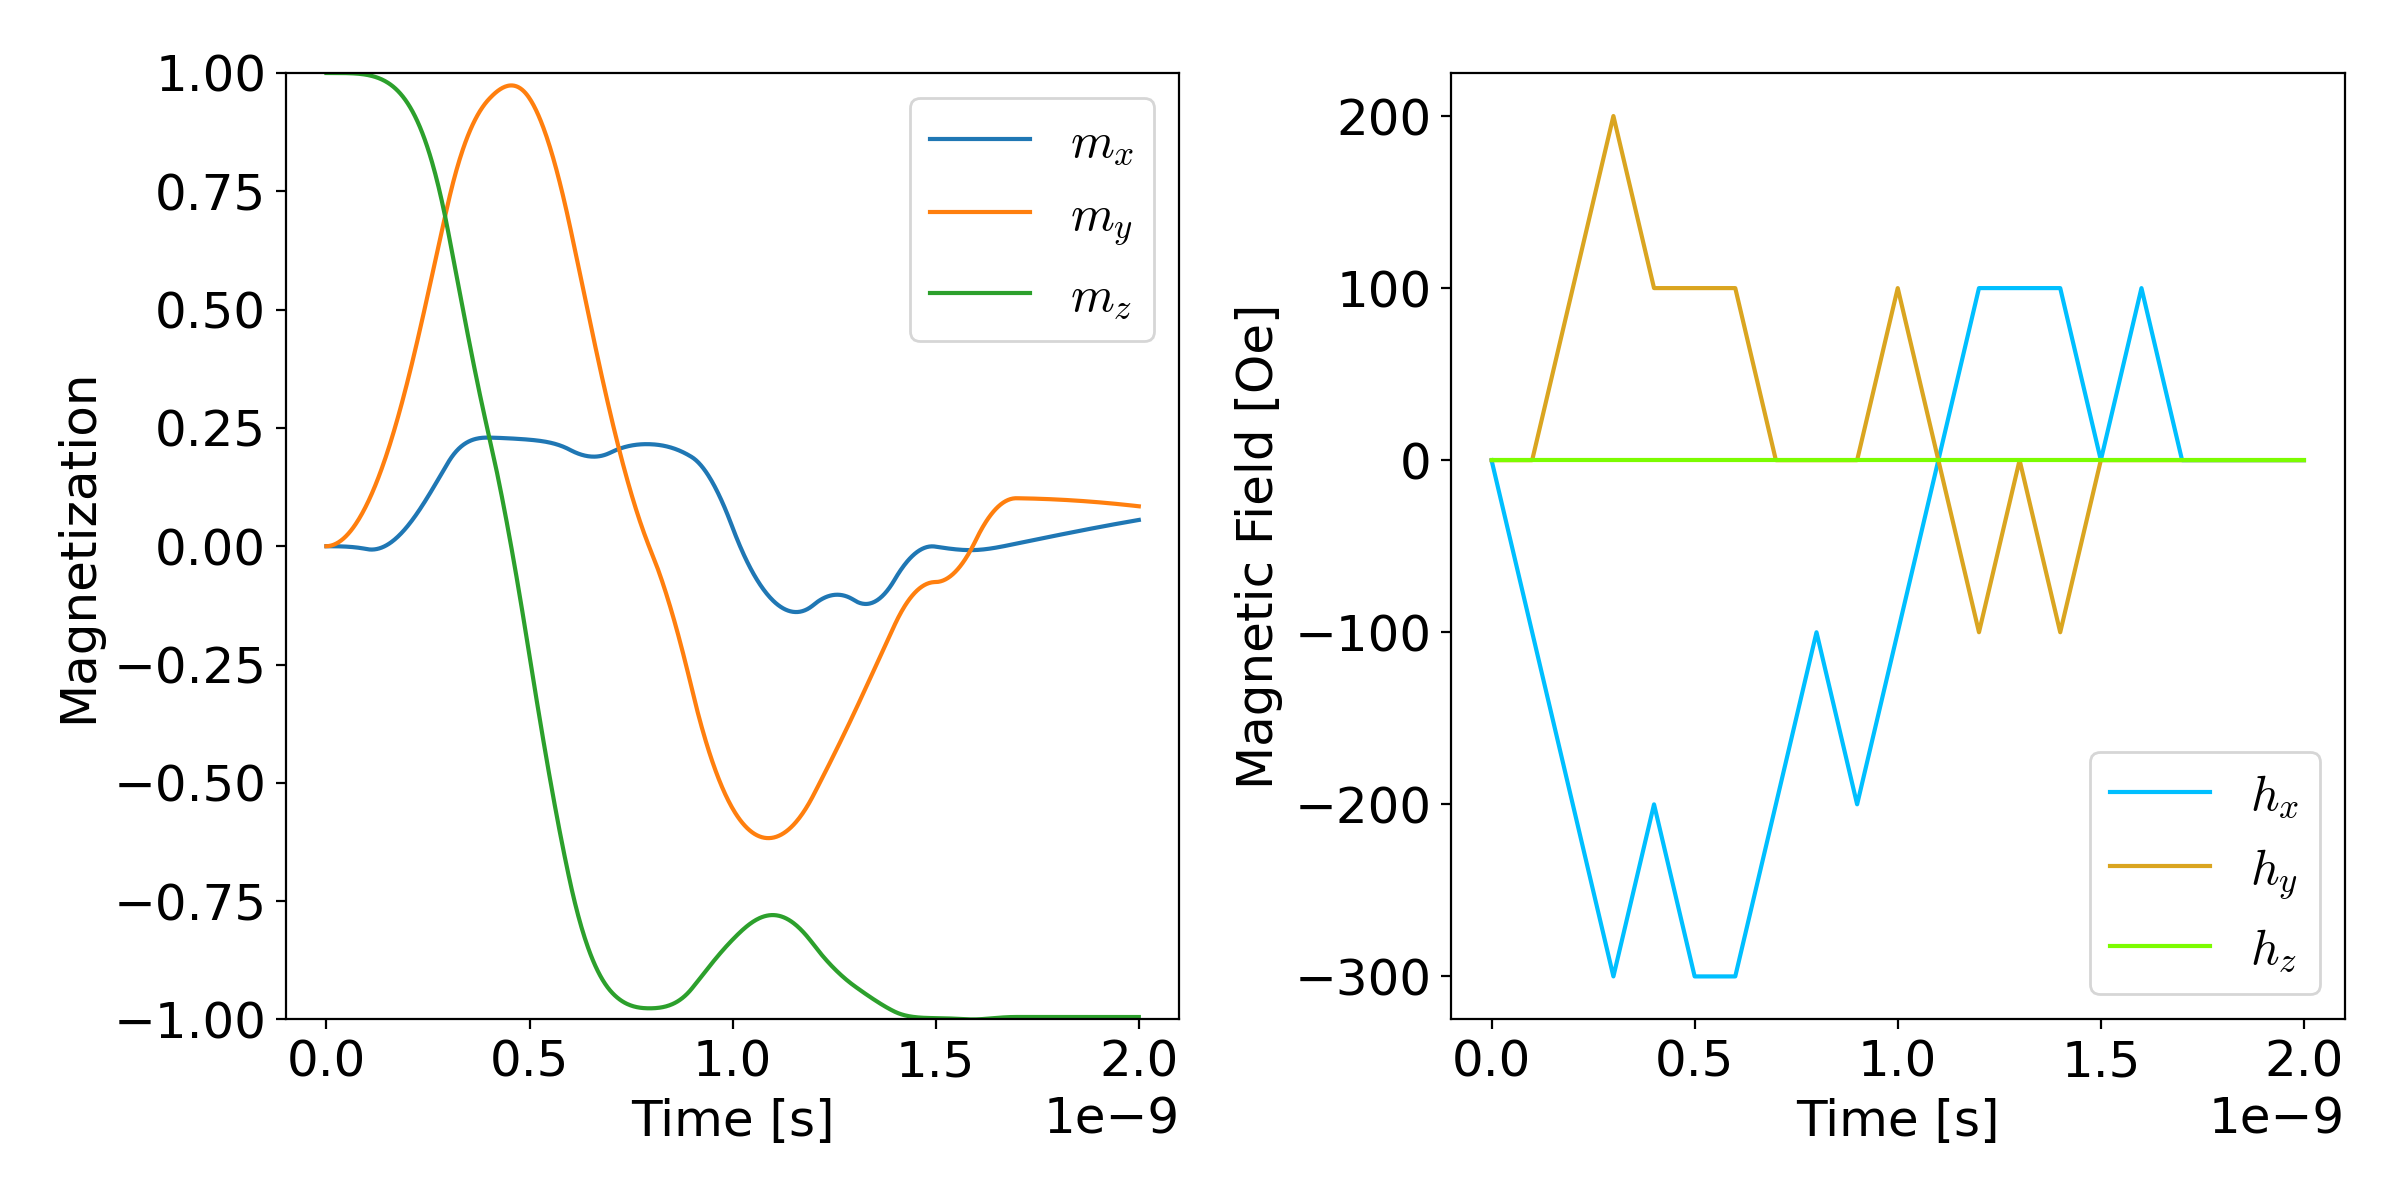 1.00
0.75
0.50
0.25
0.00
−0.25
−0.50
−0.75
−1.00
Magnetization
0.0 0.5 1.0 1.5 2.0
Time [s]
1e−9
m_x
m_y
m_z
200
100
0
−100
−200
−300
Magnetic Field [Oe]
0.0 0.5 1.0 1.5 2.0
Time [s]
1e−9
h_x
h_y
h_z